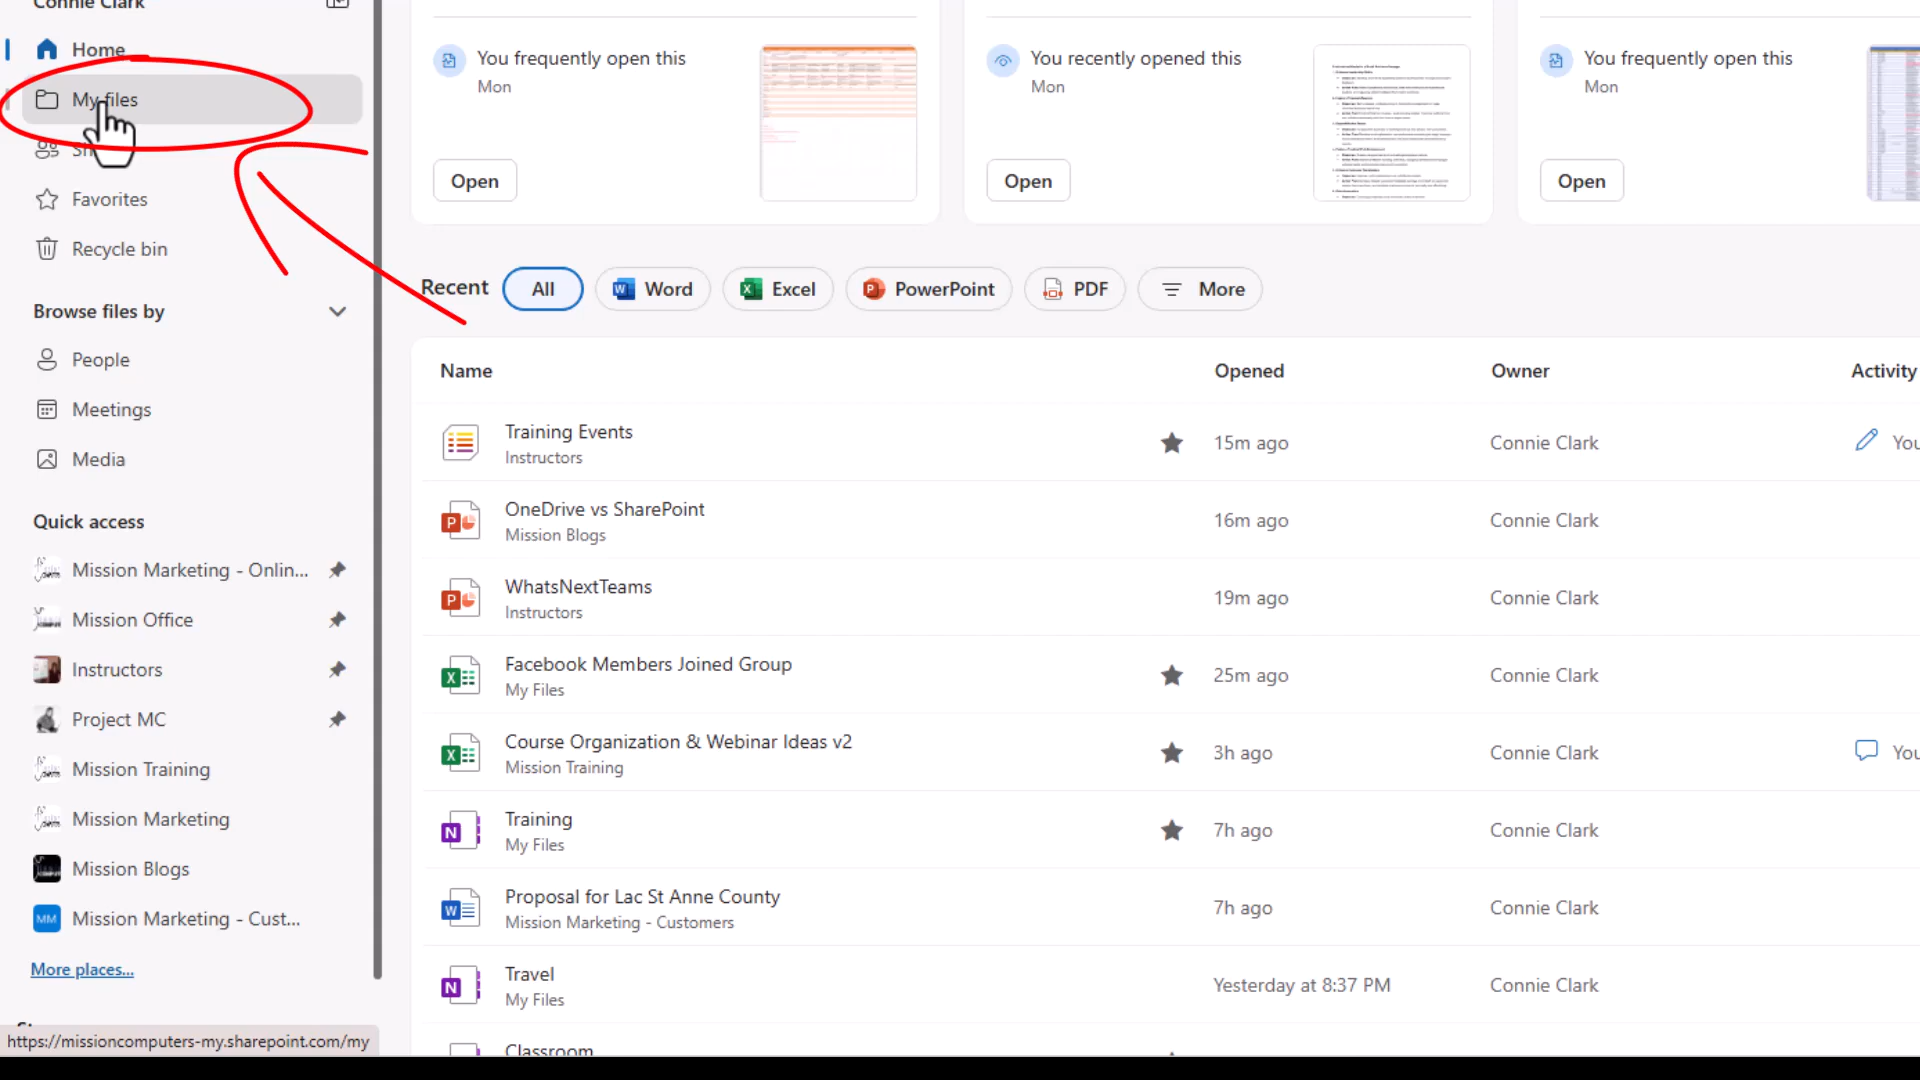 Connie Clark
Home
My files
Favorites
Recycle bin
Browse files by
People
Meetings
Media
Quick access
Mission Marketing - Onlin...
Mission Office
Instructors
Project MC
Mission Training
Mission Marketing
Mission Blogs
MM Mission Marketing - Cust...
More places...
https://missioncomputers-my.sharepoint.com/my
You frequently open this
Mon
Open
You recently opened this
Mon
Open
You frequently open this
Mon
Open
Recent All Word Excel PowerPoint PDF More
Name Opened Owner Activity
Training Events
Instructors
15m ago Connie Clark You
OneDrive vs SharePoint
Mission Blogs
16m ago Connie Clark
WhatsNextTeams
Instructors
19m ago Connie Clark
Facebook Members Joined Group
My Files
25m ago Connie Clark
Course Organization & Webinar Ideas v2
Mission Training
3h ago Connie Clark You
Training
My Files
7h ago Connie Clark
Proposal for Lac St Anne County
Mission Marketing - Customers
7h ago Connie Clark
Travel
My Files
Yesterday at 8:37 PM Connie Clark
Classroom